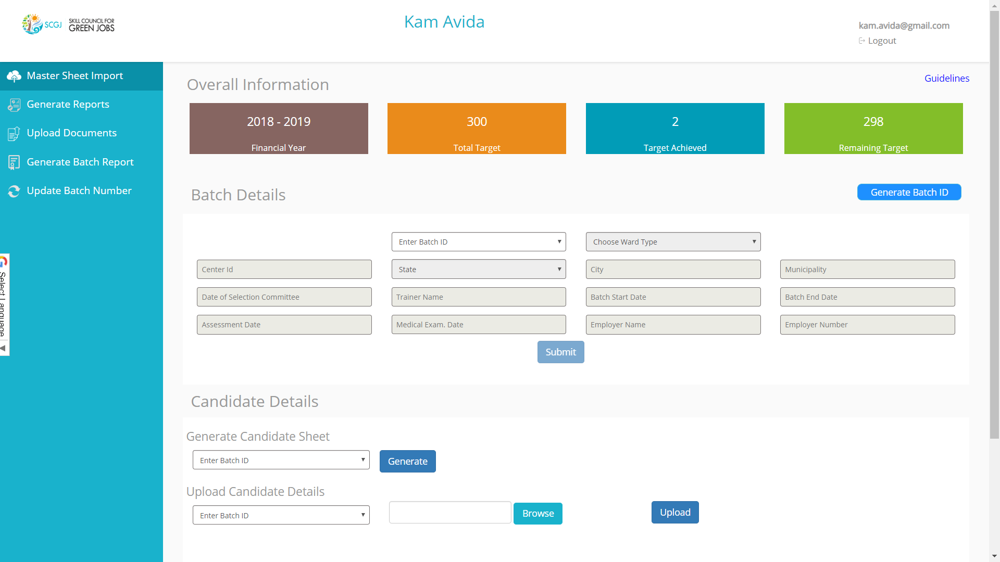 SCGJ
SKILL COUNCIL FOR
GREEN JOBS
Kam Avida
kam.avida@gmail.com
Logout
Master Sheet Import
Generate Reports
Upload Documents
Generate Batch Report
Update Batch Number
Select Language
Overall Information
Guidelines
2018 - 2019
Financial Year
300
Total Target
2
Target Achieved
298
Remaining Target
Batch Details
Generate Batch ID
Enter Batch ID
Choose Ward Type
Center Id
State
City
Municipality
Date of Selection Committee
Trainer Name
Batch Start Date
Batch End Date
Assessment Date
Medical Exam. Date
Employer Name
Employer Number
Submit
Candidate Details
Generate Candidate Sheet
Enter Batch ID
Generate
Upload Candidate Details
Enter Batch ID
Browse
Upload